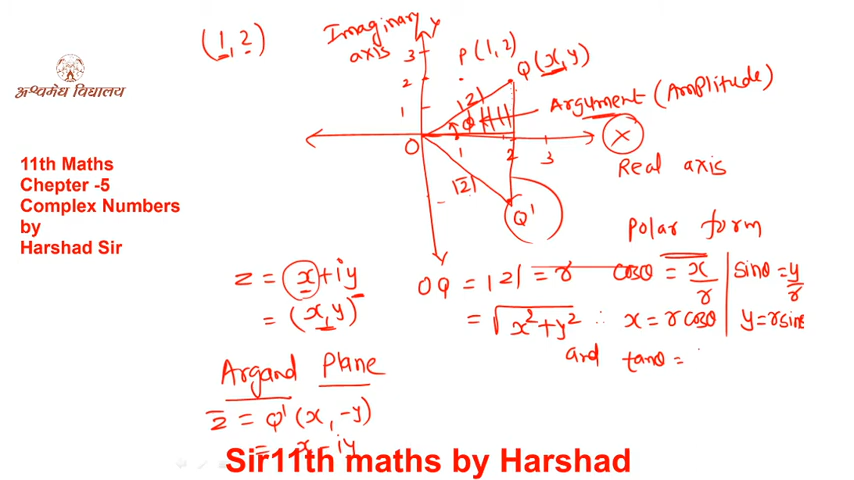 अश्वमेध विद्यालय
11th Maths
Chepter -5
Complex Numbers
by
Harshad Sir
(1, 2)
Imaginary
axis
Y
3
2
1
P (1, 2)
Q (x, y)
|z|
θ
Argument (Amplitude)
O
1 2 3
X
Real axis
|z̄|
Q'
Y
Z = x + iy
= (x, y)
Argand Plane
z̄ = Q' (x, -y)
= x - iy
OQ = |z| = r
= √x² + y²
Polar form
cosθ = x/r
sinθ = y/r
∴ x = r cosθ
y = r sinθ
and tanθ =
Sir11th maths by Harshad